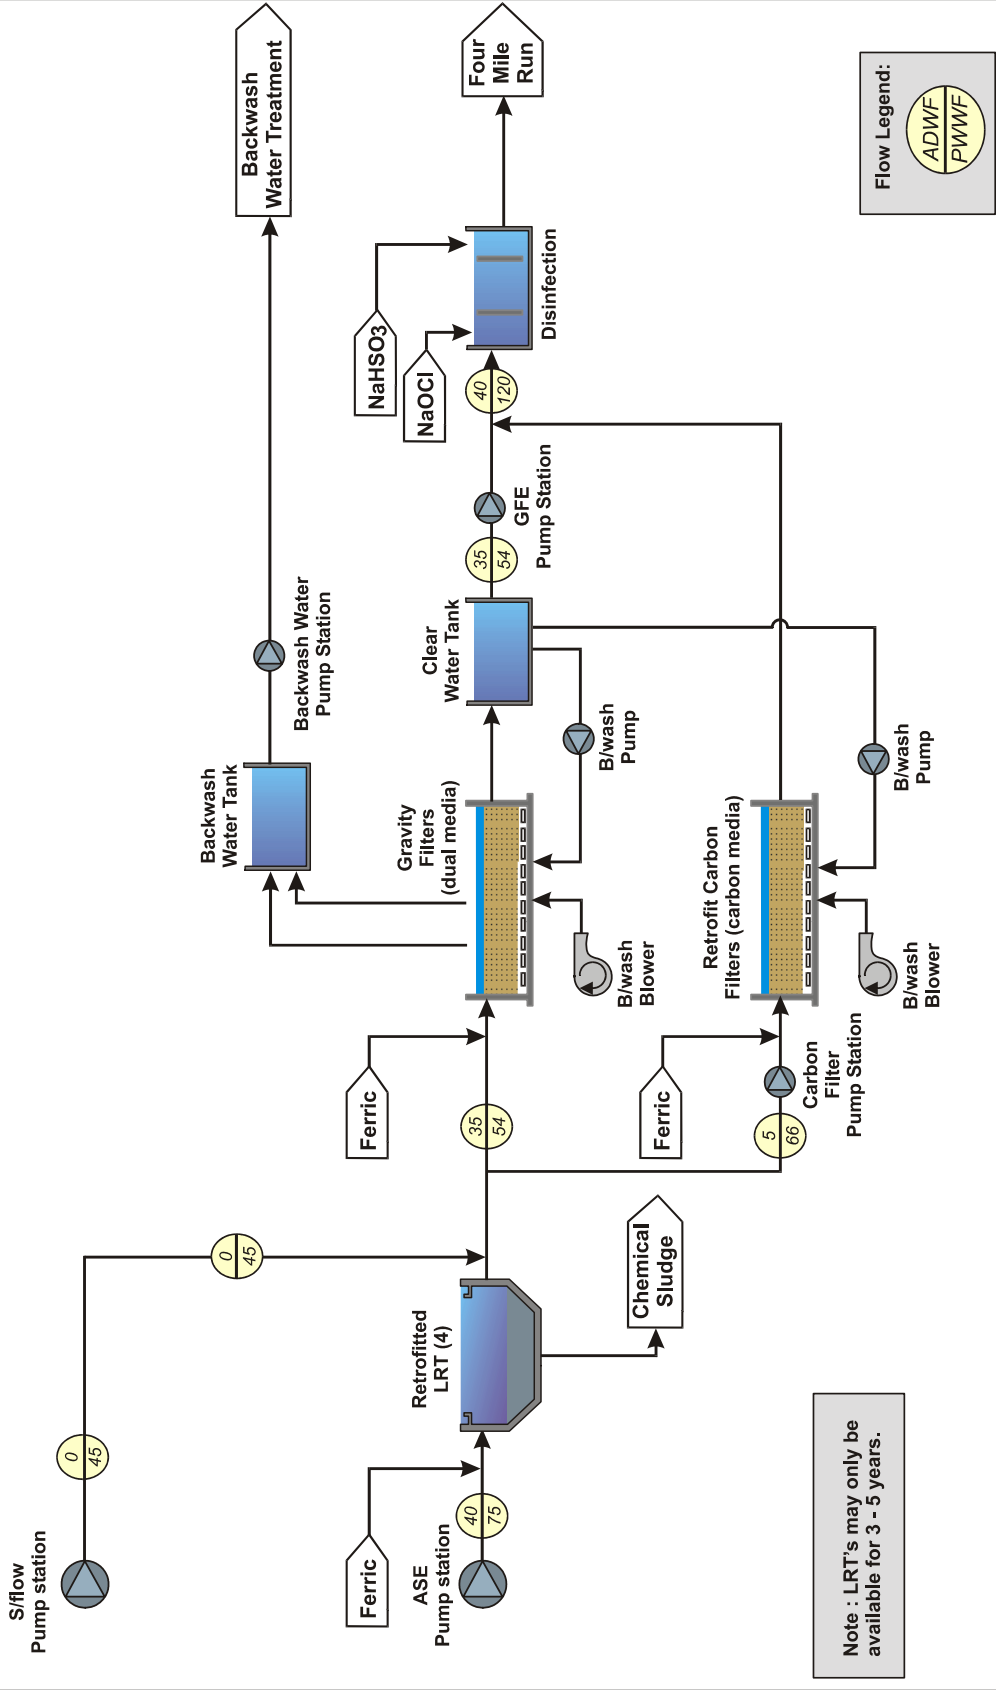 S/flow
Pump station
0
45
0
45
Ferric
ASE
Pump station
40
75
Retrofitted
LRT (4)
Chemical
Sludge
Ferric
35
54
Ferric
5
66
Carbon
Filter
Pump Station
Backwash
Water Tank
Gravity
Filters
(dual media)
B/wash
Blower
B/wash
Pump
Retrofit Carbon
Filters (carbon media)
B/wash
Blower
B/wash
Pump
Backwash Water
Pump Station
Clear
Water Tank
35
54
GFE
Pump Station
40
120
NaHSO3
NaOCl
Disinfection
Backwash
Water Treatment
Four
Mile
Run
Flow Legend:
ADWF
PWWF
Note : LRT's may only be
available for 3 - 5 years.